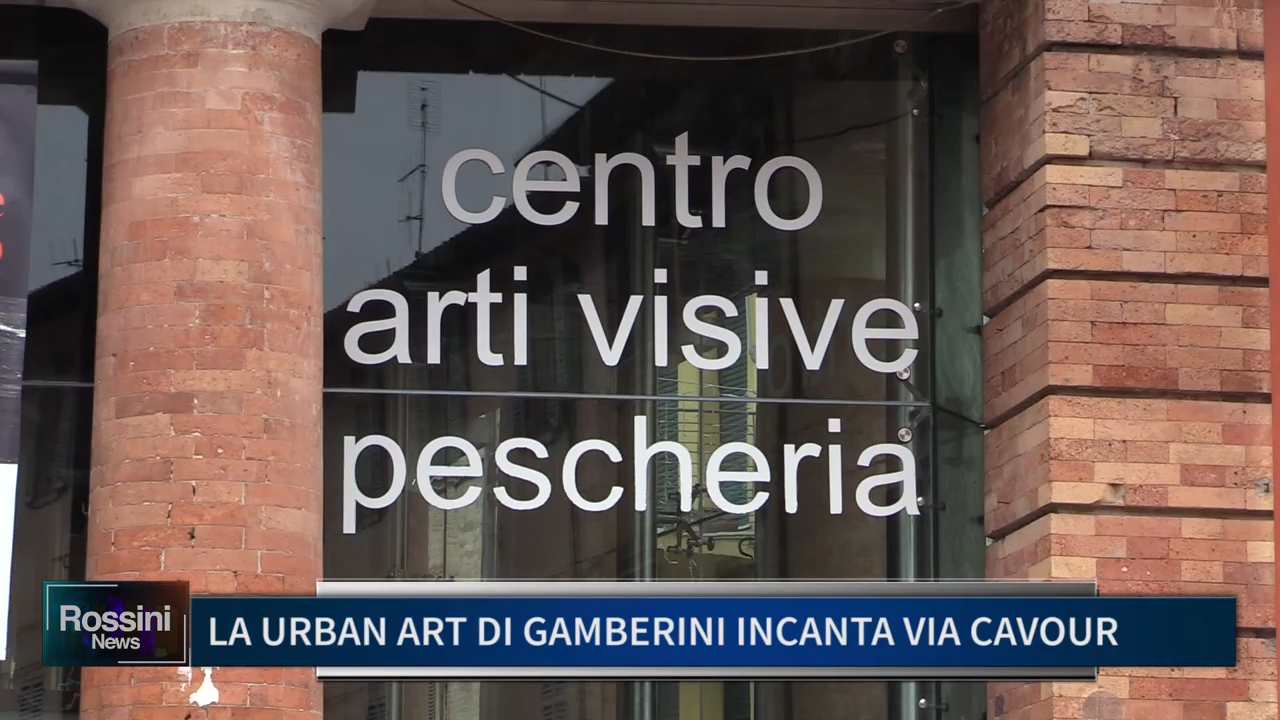 centro
arti visive
pescheria
Rossini
News
LA URBAN ART DI GAMBERINI INCANTA VIA CAVOUR